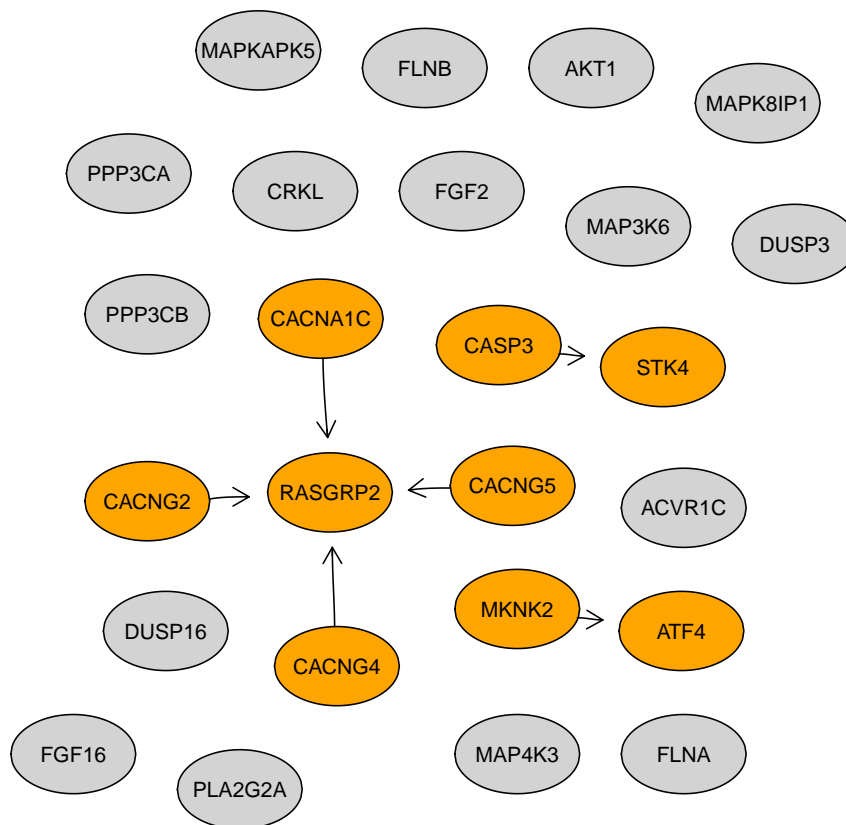 MAPKAPK5
FLNB
AKT1
MAPK8IP1
PPP3CA
CRKL
FGF2
MAP3K6
DUSP3
PPP3CB
CACNA1C
CASP3
STK4
CACNG2
RASGRP2
CACNG5
ACVR1C
DUSP16
CACNG4
MKNK2
ATF4
FGF16
PLA2G2A
MAP4K3
FLNA